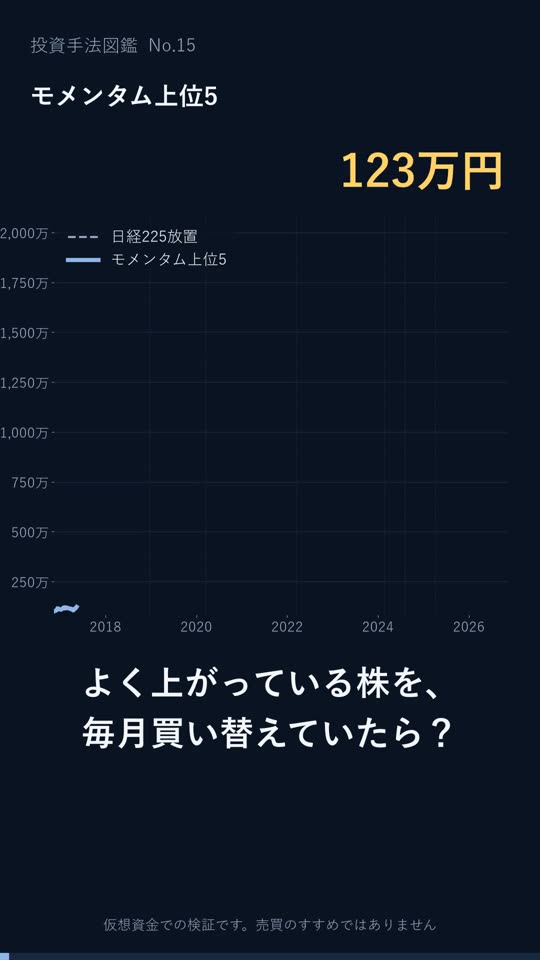 投資手法図鑑 No.15
モメンタム上位5
123万円
日経225放置
モメンタム上位5
2,000万
1,750万
1,500万
1,250万
1,000万
750万
500万
250万
2018 2020 2022 2024 2026
よく上がっている株を、
毎月買い替えていたら？
仮想資金での検証です。売買のすすめではありません